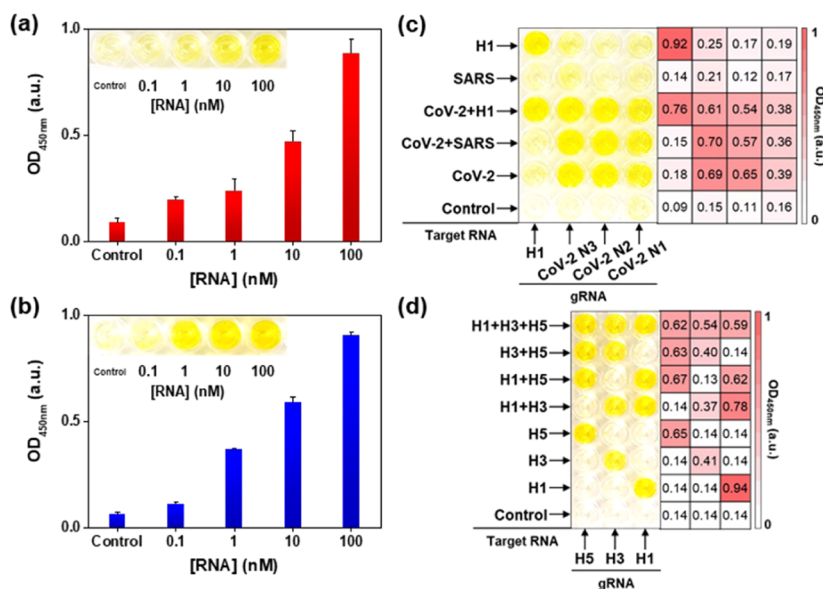 (a)
1.0
0.5
0.0
OD450nm (a.u.)
Control 0.1 1 10 100
[RNA] (nM)
Control 0.1 1 10 100
[RNA] (nM)
(b)
1.0
0.5
0.0
OD450nm (a.u.)
Control 0.1 1 10 100
[RNA] (nM)
Control 0.1 1 10 100
[RNA] (nM)
(c)
H1 0.92 0.25 0.17 0.19
SARS 0.14 0.21 0.12 0.17
CoV-2+H1 0.76 0.61 0.54 0.38
CoV-2+SARS 0.15 0.70 0.57 0.36
CoV-2 0.18 0.69 0.65 0.39
Control 0.09 0.15 0.11 0.16
Target RNA
H1 CoV-2 N3 CoV-2 N2 CoV-2 N1
gRNA
1
OD450nm (a.u.)
0
(d)
H1+H3+H5 0.62 0.54 0.59
H3+H5 0.63 0.40 0.14
H1+H5 0.67 0.13 0.62
H1+H3 0.14 0.37 0.78
H5 0.65 0.14 0.14
H3 0.14 0.41 0.14
H1 0.14 0.14 0.94
Control 0.14 0.14 0.14
Target RNA
H5 H3 H1
gRNA
1
OD450nm (a.u.)
0